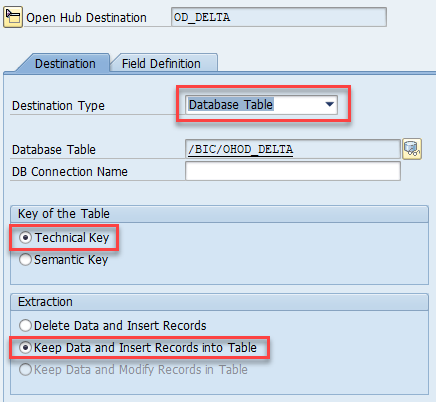 Open Hub Destination OD_DELTA
Destination Field Definition
Destination Type Database Table
Database Table /BIC/OHOD_DELTA
DB Connection Name
Key of the Table
Technical Key
Semantic Key
Extraction
Delete Data and Insert Records
Keep Data and Insert Records into Table
Keep Data and Modify Records in Table